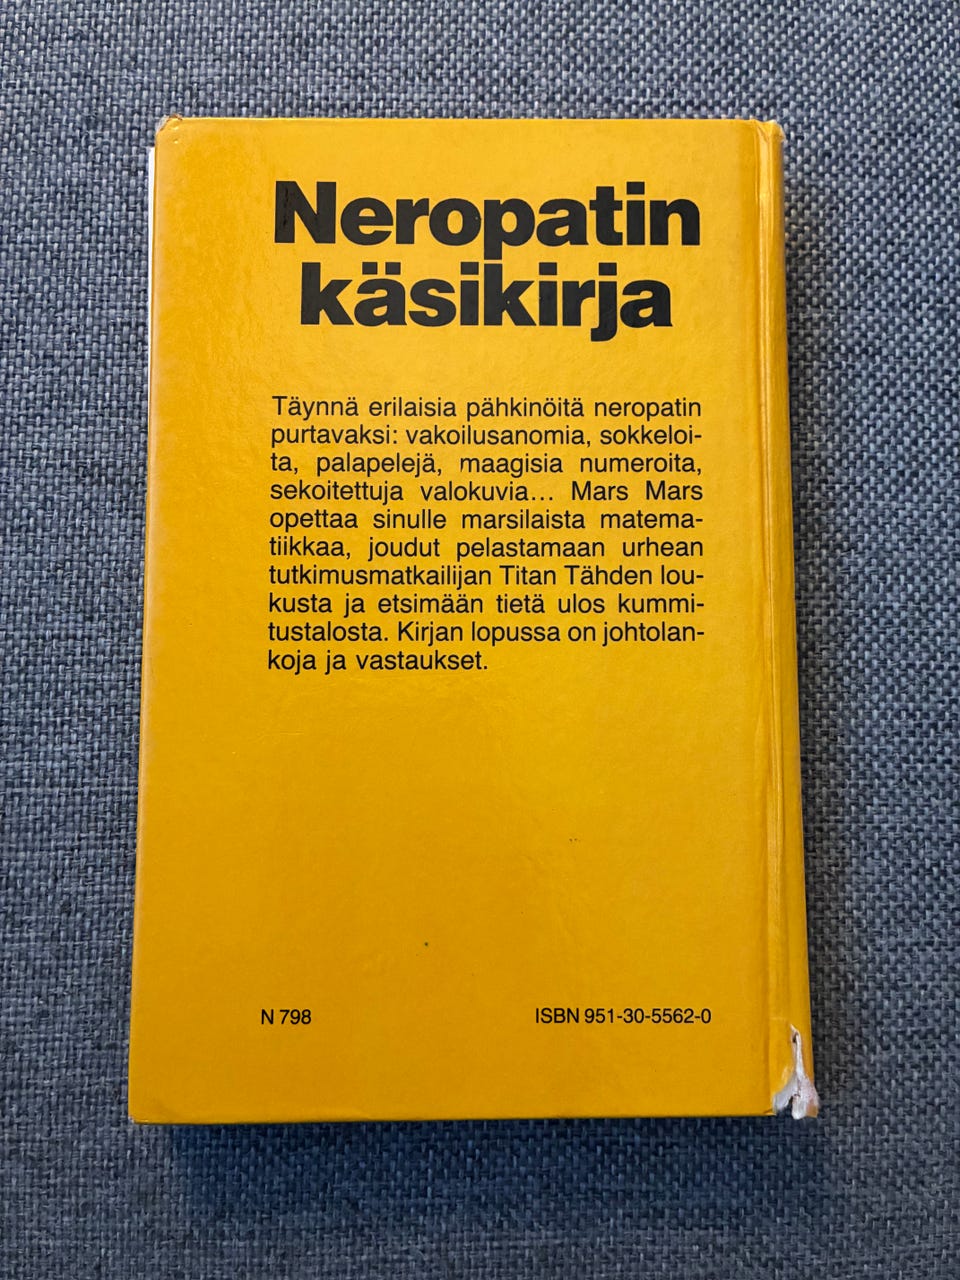 Neropatin
käsikirja
Täynnä erilaisia pähkinöitä neropatin
purtavaksi: vakoilusanomia, sokkeloi-
ta, palapelejä, maagisia numeroita,
sekoitettuja valokuvia... Mars Mars
opettaa sinulle marsilaista matema-
tiikkaa, joudut pelastamaan urhean
tutkimusmatkailijan Titan Tähden lou-
kusta ja etsimään tietä ulos kummi-
tustalosta. Kirjan lopussa on johtolan-
koja ja vastaukset.
N 798
ISBN 951-30-5562-0